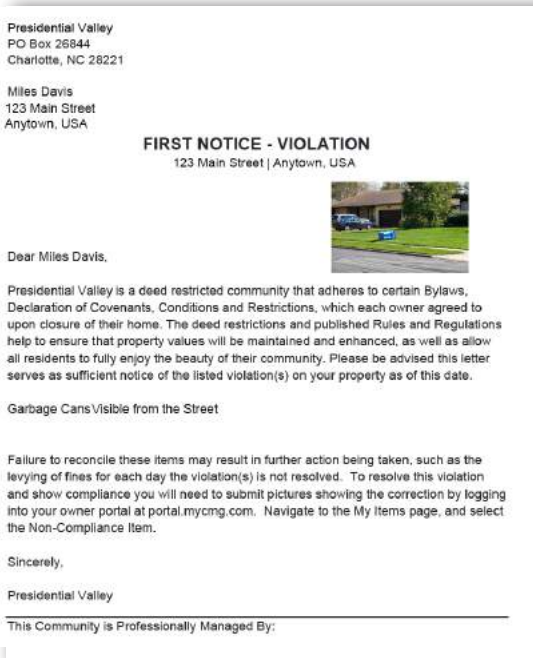 Presidential Valley
PO Box 26844
Charlotte, NC 28221
Miles Davis
123 Main Street
Anytown, USA
FIRST NOTICE - VIOLATION
123 Main Street | Anytown, USA
Dear Miles Davis,
Presidential Valley is a deed restricted community that adheres to certain Bylaws,
Declaration of Covenants, Conditions and Restrictions, which each owner agreed to
upon closure of their home. The deed restrictions and published Rules and Regulations
help to ensure that property values will be maintained and enhanced, as well as allow
all residents to fully enjoy the beauty of their community. Please be advised this letter
serves as sufficient notice of the listed violation(s) on your property as of this date.
Garbage Cans Visible from the Street
Failure to reconcile these items may result in further action being taken, such as the
levying of fines for each day the violation(s) is not resolved. To resolve this violation
and show compliance you will need to submit pictures showing the correction by logging
into your owner portal at portal.mycmg.com. Navigate to the My Items page, and select
the Non-Compliance Item.
Sincerely,
Presidential Valley
This Community is Professionally Managed By: